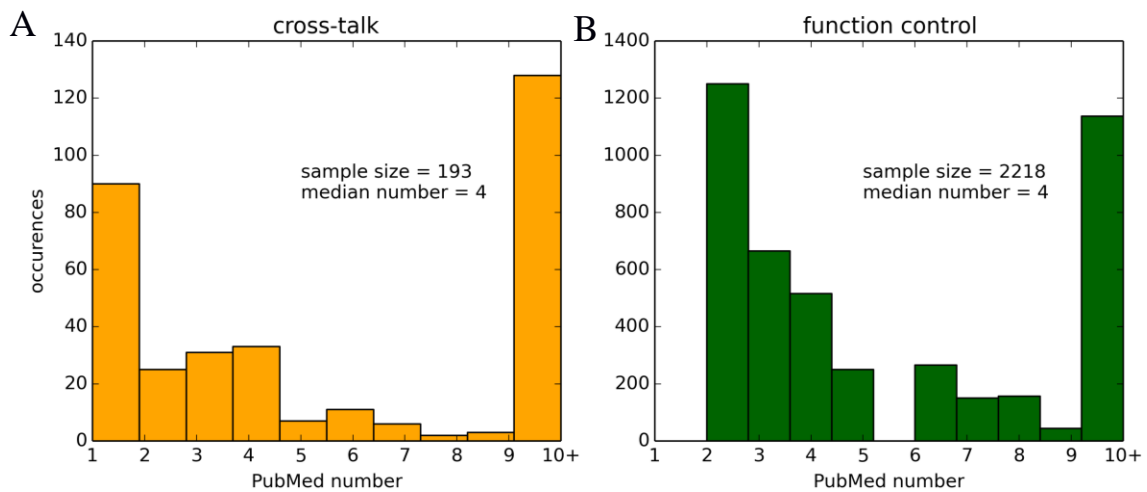 A
cross-talk
140
120
100
80
60
40
20
0
occurences
sample size = 193
median number = 4
1 2 3 4 5 6 7 8 9 10+
PubMed number
B
function control
1400
1200
1000
800
600
400
200
0
sample size = 2218
median number = 4
1 2 3 4 5 6 7 8 9 10+
PubMed number